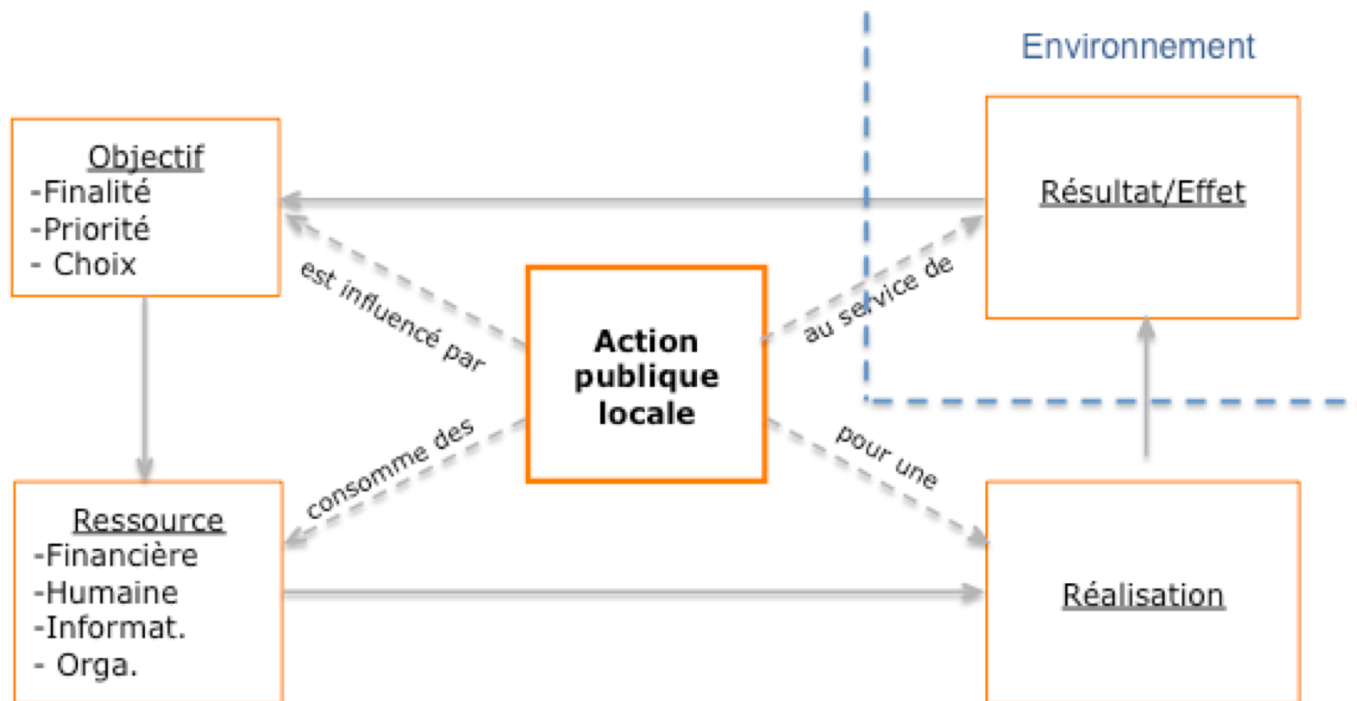 Environnement
Objectif
-Finalité
-Priorité
- Choix
Résultat/Effet
est influencé par
au service de
Action
publique
locale
consomme des
pour une
Ressource
-Financière
-Humaine
-Informat.
- Orga.
Réalisation